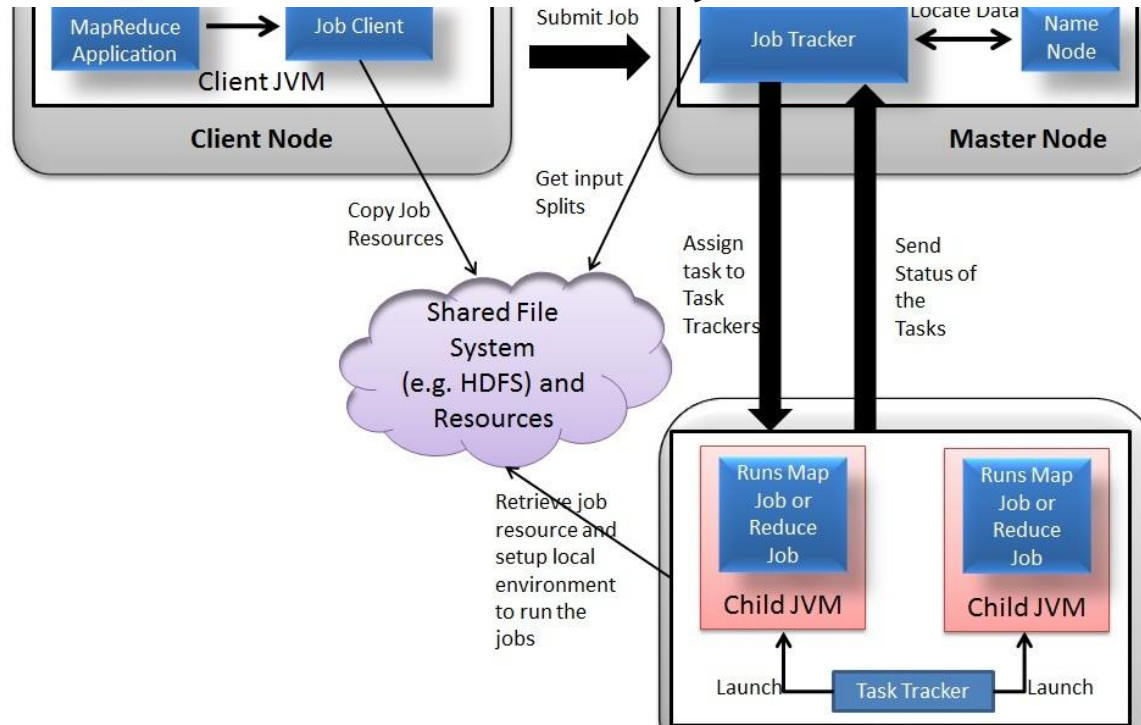 MapReduce
Application
Job Client
Client JVM
Client Node
Submit Job
Job Tracker
Locate Data
Name
Node
Master Node
Copy Job
Resources
Get input
Splits
Assign
task to
Task
Trackers
Send
Status of
the
Tasks
Shared File
System
(e.g. HDFS) and
Resources
Retrieve job
resource and
setup local
environment
to run the
jobs
Runs Map
Job or
Reduce
Job
Child JVM
Runs Map
Job or
Reduce
Job
Child JVM
Launch
Task Tracker
Launch